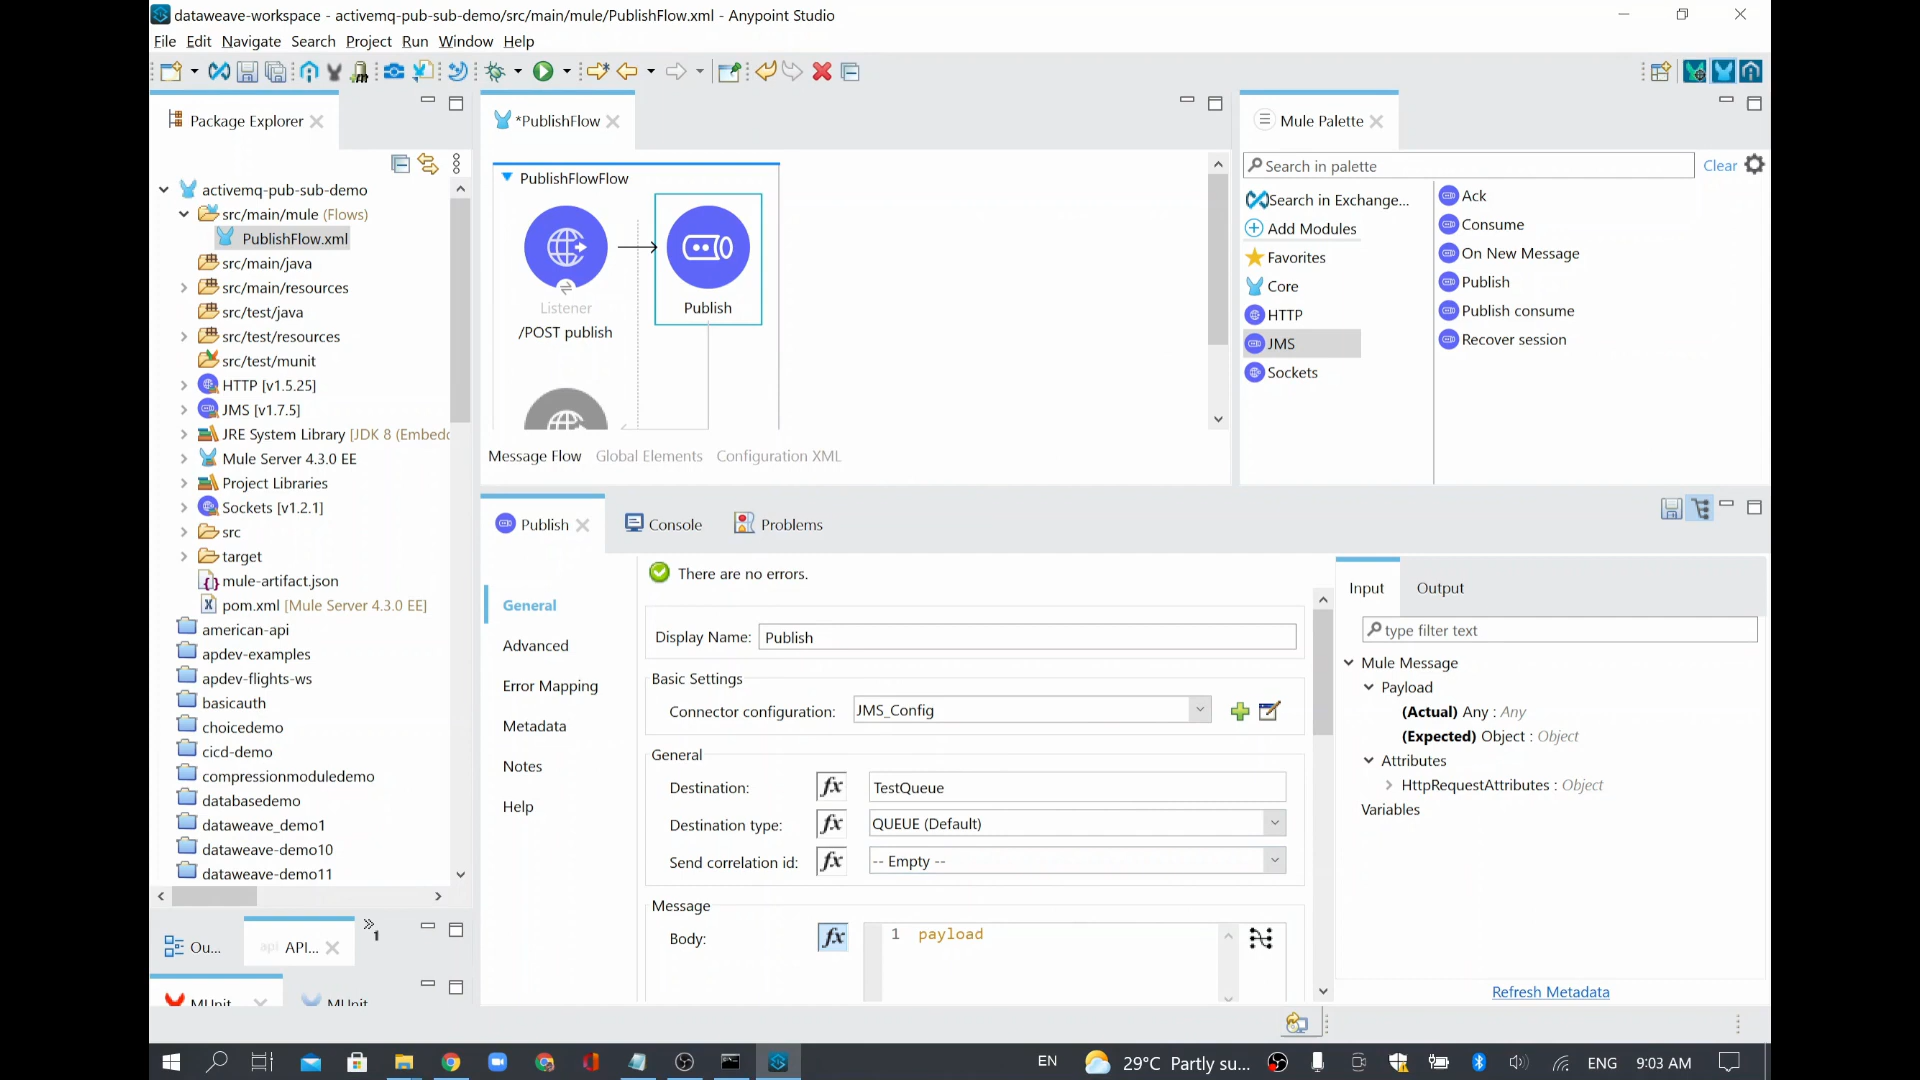 dataweave-workspace - activemq-pub-sub-demo/src/main/mule/PublishFlow.xml - Anypoint Studio
File Edit Navigate Search Project Run Window Help
Package Explorer
activemq-pub-sub-demo
src/main/mule (Flows)
PublishFlow.xml
src/main/java
src/main/resources
src/test/java
src/test/resources
src/test/munit
HTTP [v1.5.25]
JMS [v1.7.5]
JRE System Library [JDK 8 (Embedd
Mule Server 4.3.0 EE
Project Libraries
Sockets [v1.2.1]
src
target
mule-artifact.json
pom.xml [Mule Server 4.3.0 EE]
american-api
apdev-examples
apdev-flights-ws
basicauth
choicedemo
cicd-demo
compressionmoduledemo
databasedemo
dataweave_demo1
dataweave-demo10
dataweave-demo11
Ou...
api API...
»1
MUnit
MUnit
*PublishFlow
PublishFlowFlow
Listener
/POST publish
Publish
Message Flow Global Elements Configuration XML
Mule Palette
Search in palette
Clear
Search in Exchange...
Add Modules
Favorites
Core
HTTP
JMS
Sockets
Ack
Consume
On New Message
Publish
Publish consume
Recover session
Publish Console Problems
There are no errors.
General
Advanced
Error Mapping
Metadata
Notes
Help
Display Name: Publish
Basic Settings
Connector configuration: JMS_Config
General
Destination: fx TestQueue
Destination type: fx QUEUE (Default)
Send correlation id: fx -- Empty --
Message
Body: fx 1 payload
Input Output
type filter text
Mule Message
Payload
(Actual) Any : Any
(Expected) Object : Object
Attributes
HttpRequestAttributes : Object
Variables
Refresh Metadata
EN 29°C Partly su... ENG 9:03 AM